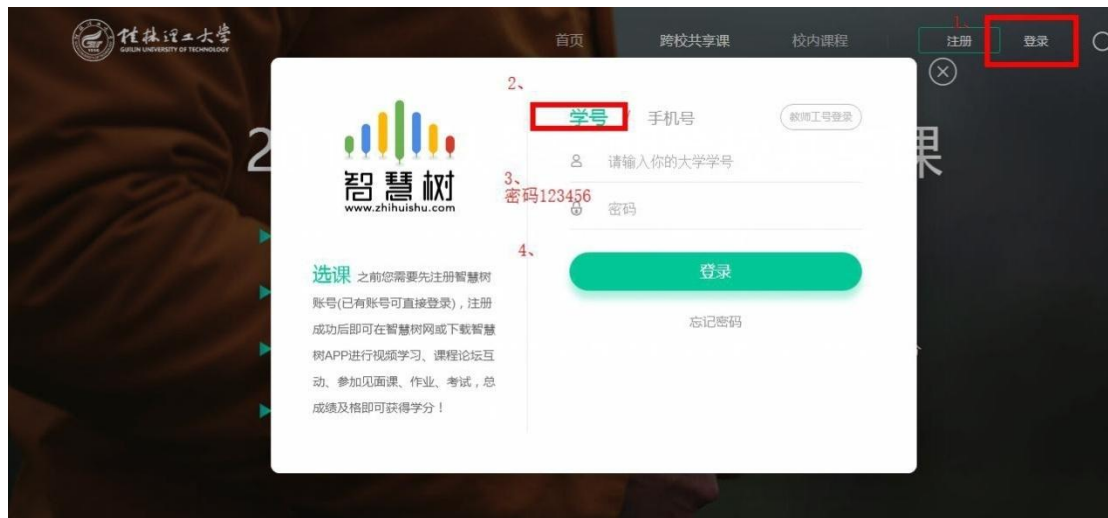 桂林理工大学
GUILIN UNIVERSITY OF TECHNOLOGY
首页
跨校共享课
校内课程
1、
注册
登录
2、
学号
手机号
教师工号登录
请输入你的大学学号
3、
密码123456
密码
4、
登录
忘记密码
智慧树
www.zhihuishu.com
选课 之前您需要先注册智慧树
账号(已有账号可直接登录)，注册
成功后即可在智慧树网或下载智慧
树APP进行视频学习、课程论坛互
动、参加见面课、作业、考试，总
成绩及格即可获得学分！
2
课